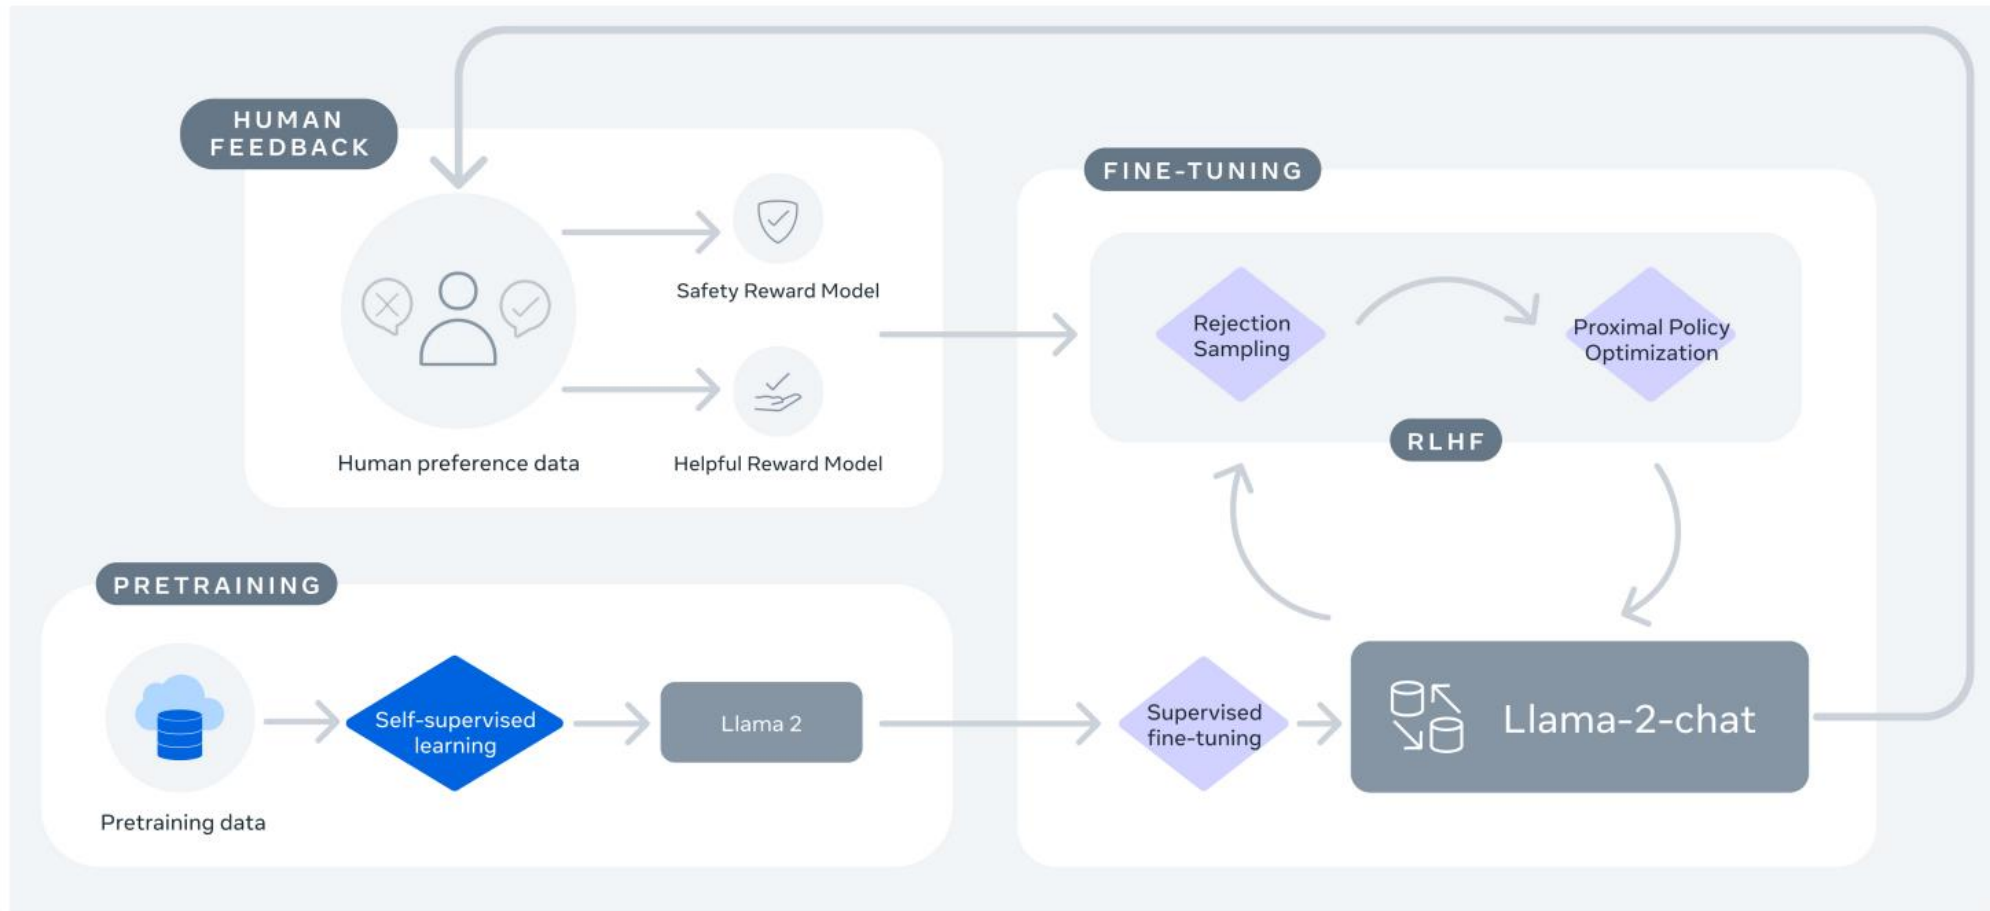 HUMAN
FEEDBACK
Safety Reward Model
Human preference data
Helpful Reward Model
FINE-TUNING
Rejection
Sampling
Proximal Policy
Optimization
RLHF
PRETRAINING
Pretraining data
Self-supervised
learning
Llama 2
Supervised
fine-tuning
Llama-2-chat